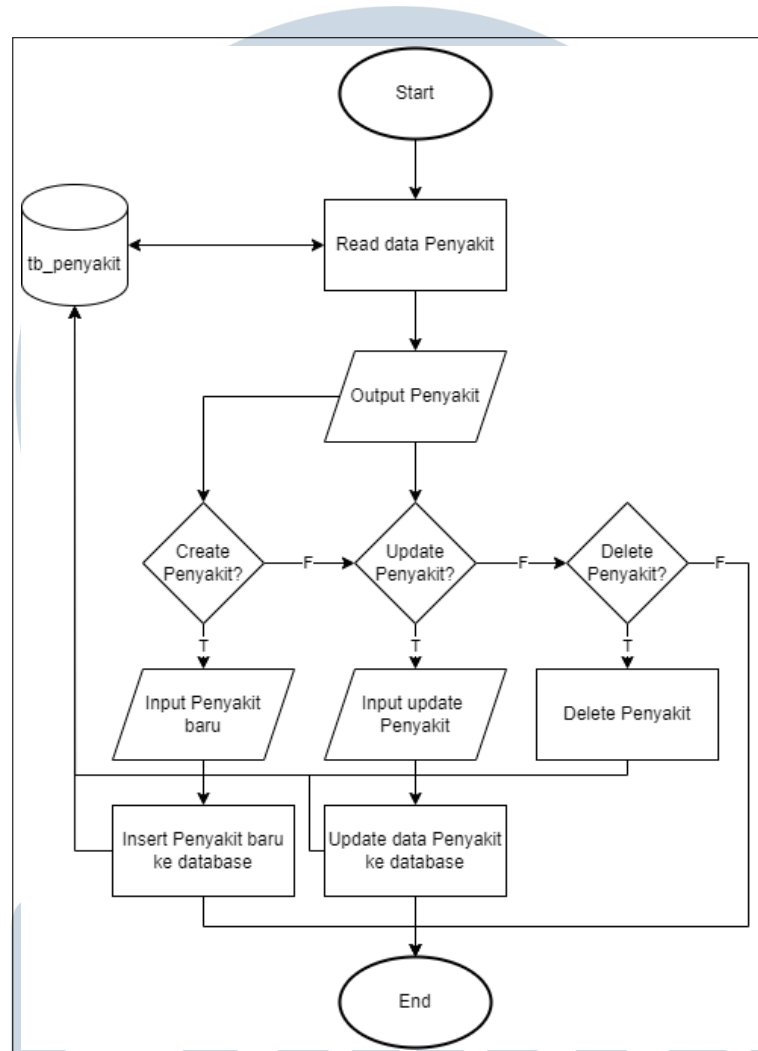 Start
Read data Penyakit
tb_penyakit
Output Penyakit
Create
Penyakit?
F
Update
Penyakit?
F
Delete
Penyakit?
F
T
T
T
Input Penyakit
baru
Input update
Penyakit
Delete Penyakit
Insert Penyakit baru
ke database
Update data Penyakit
ke database
End